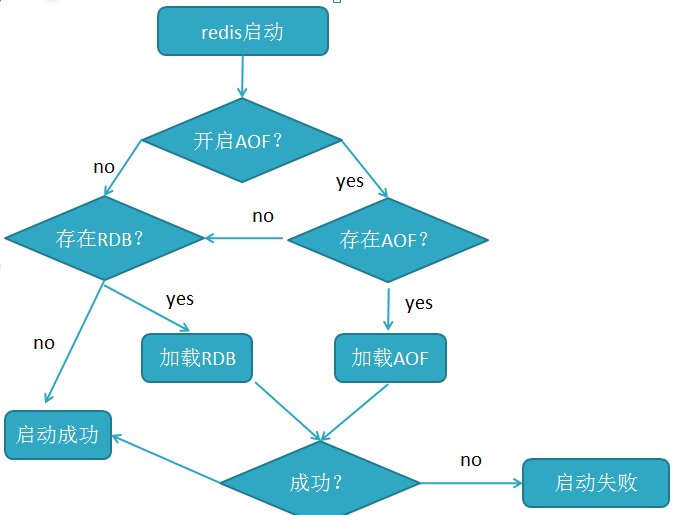 redis启动
开启AOF？
no
yes
存在RDB？
no
存在AOF？
yes
yes
no
加载RDB
加载AOF
启动成功
成功？
no
启动失败